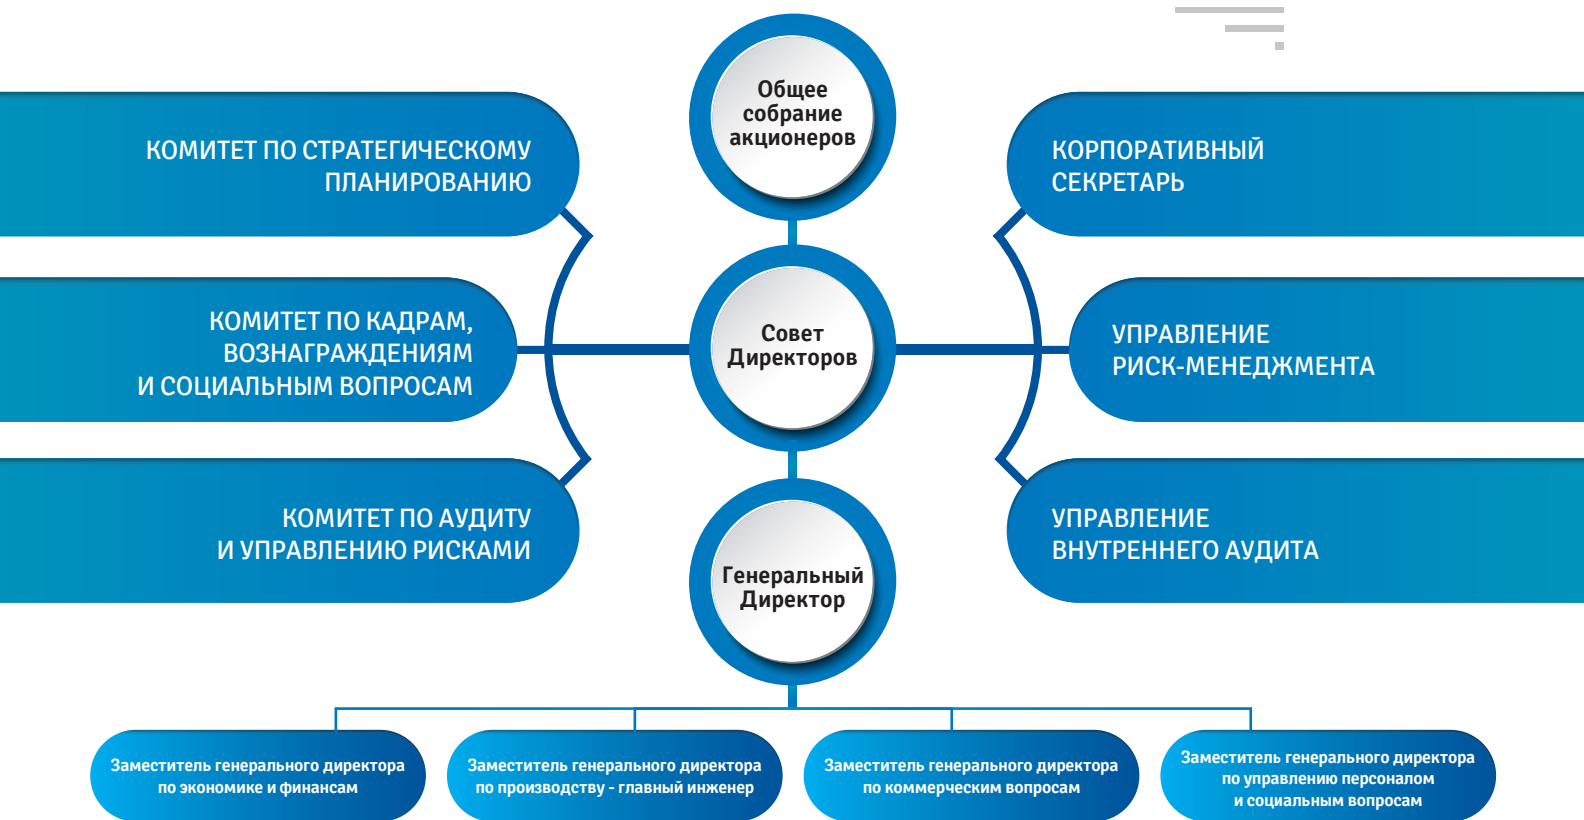 Общее
собрание
акционеров
КОМИТЕТ ПО СТРАТЕГИЧЕСКОМУ
ПЛАНИРОВАНИЮ
КОРПОРАТИВНЫЙ
СЕКРЕТАРЬ
КОМИТЕТ ПО КАДРАМ,
ВОЗНАГРАЖДЕНИЯМ
И СОЦИАЛЬНЫМ ВОПРОСАМ
Совет
Директоров
УПРАВЛЕНИЕ
РИСК-МЕНЕДЖМЕНТА
КОМИТЕТ ПО АУДИТУ
И УПРАВЛЕНИЮ РИСКАМИ
УПРАВЛЕНИЕ
ВНУТРЕННЕГО АУДИТА
Генеральный
Директор
Заместитель генерального директора
по экономике и финансам
Заместитель генерального директора
по производству - главный инженер
Заместитель генерального директора
по коммерческим вопросам
Заместитель генерального директора
по управлению персоналом
и социальным вопросам